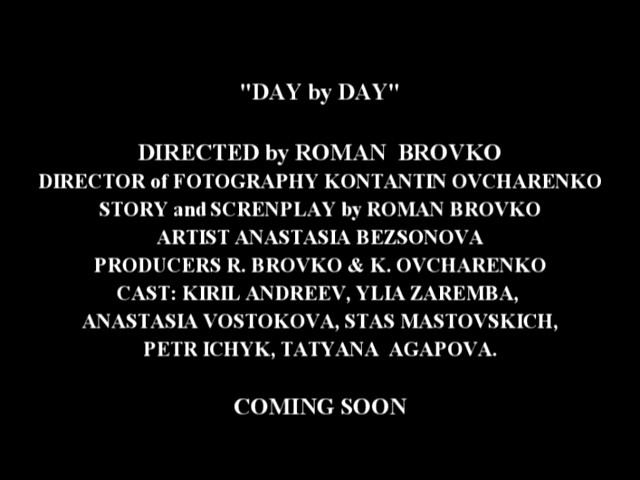 "DAY by DAY"
DIRECTED by ROMAN BROVKO
DIRECTOR of FOTOGRAPHY KONTANTIN OVCHARENKO
STORY and SCRENPLAY by ROMAN BROVKO
ARTIST ANASTASIA BEZSONOVA
PRODUCERS R. BROVKO & K. OVCHARENKO
CAST: KIRIL ANDREEV, YLIA ZAREMBA,
ANASTASIA VOSTOKOVA, STAS MASTOVSKICH,
PETR ICHYK, TATYANA AGAPOVA.
COMING SOON